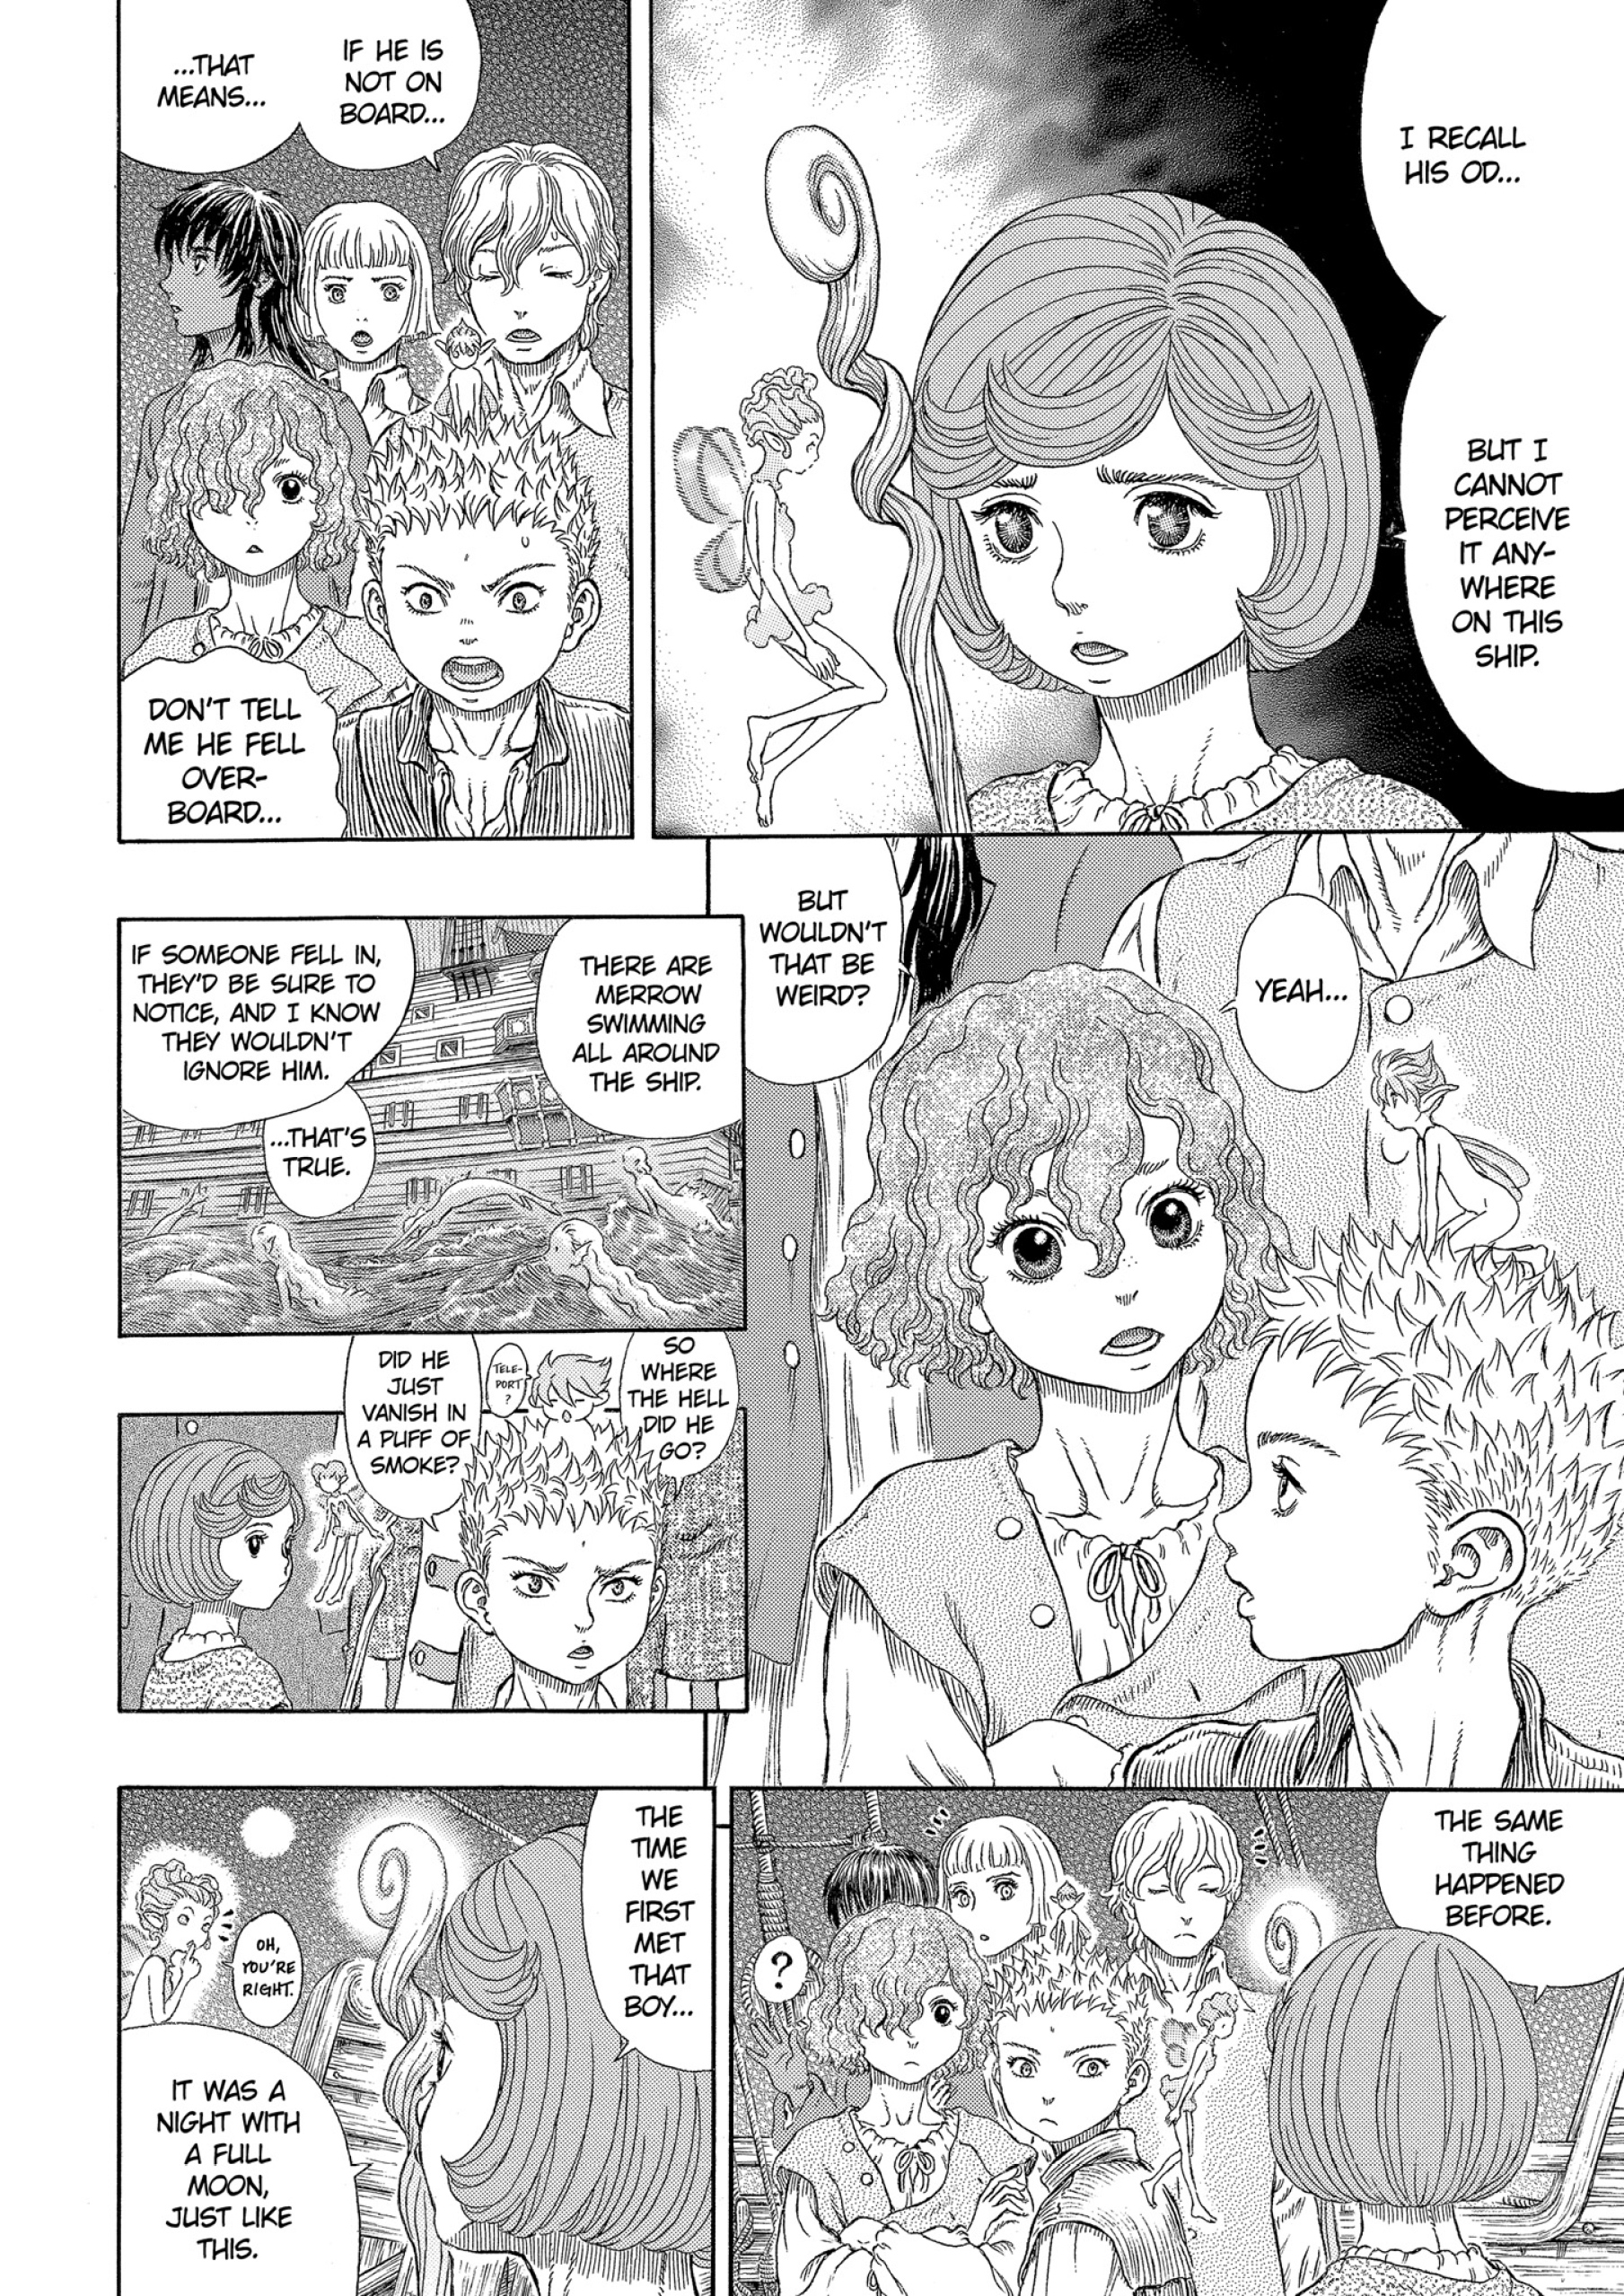 I RECALL
HIS OD...
BUT I
CANNOT
PERCEIVE
IT ANY-
WHERE
ON THIS
SHIP.
IF HE IS
NOT ON
BOARD...
...THAT
MEANS...
DON'T TELL
ME HE FELL
OVER-
BOARD...
YEAH...
BUT
WOULDN'T
THAT BE
WEIRD?
THERE ARE
MERROW
SWIMMING
ALL AROUND
THE SHIP.
IF SOMEONE FELL IN,
THEY'D BE SURE TO
NOTICE, AND I KNOW
THEY WOULDN'T
IGNORE HIM.
...THAT'S
TRUE.
SO
WHERE
THE HELL
DID HE
GO?
TELE-
PORT
?
DID HE
JUST
VANISH IN
A PUFF OF
SMOKE?
THE SAME
THING
HAPPENED
BEFORE.
?
THE
TIME
WE
FIRST
MET
THAT
BOY...
OH,
YOU'RE
RIGHT.
IT WAS A
NIGHT WITH
A FULL
MOON,
JUST LIKE
THIS.